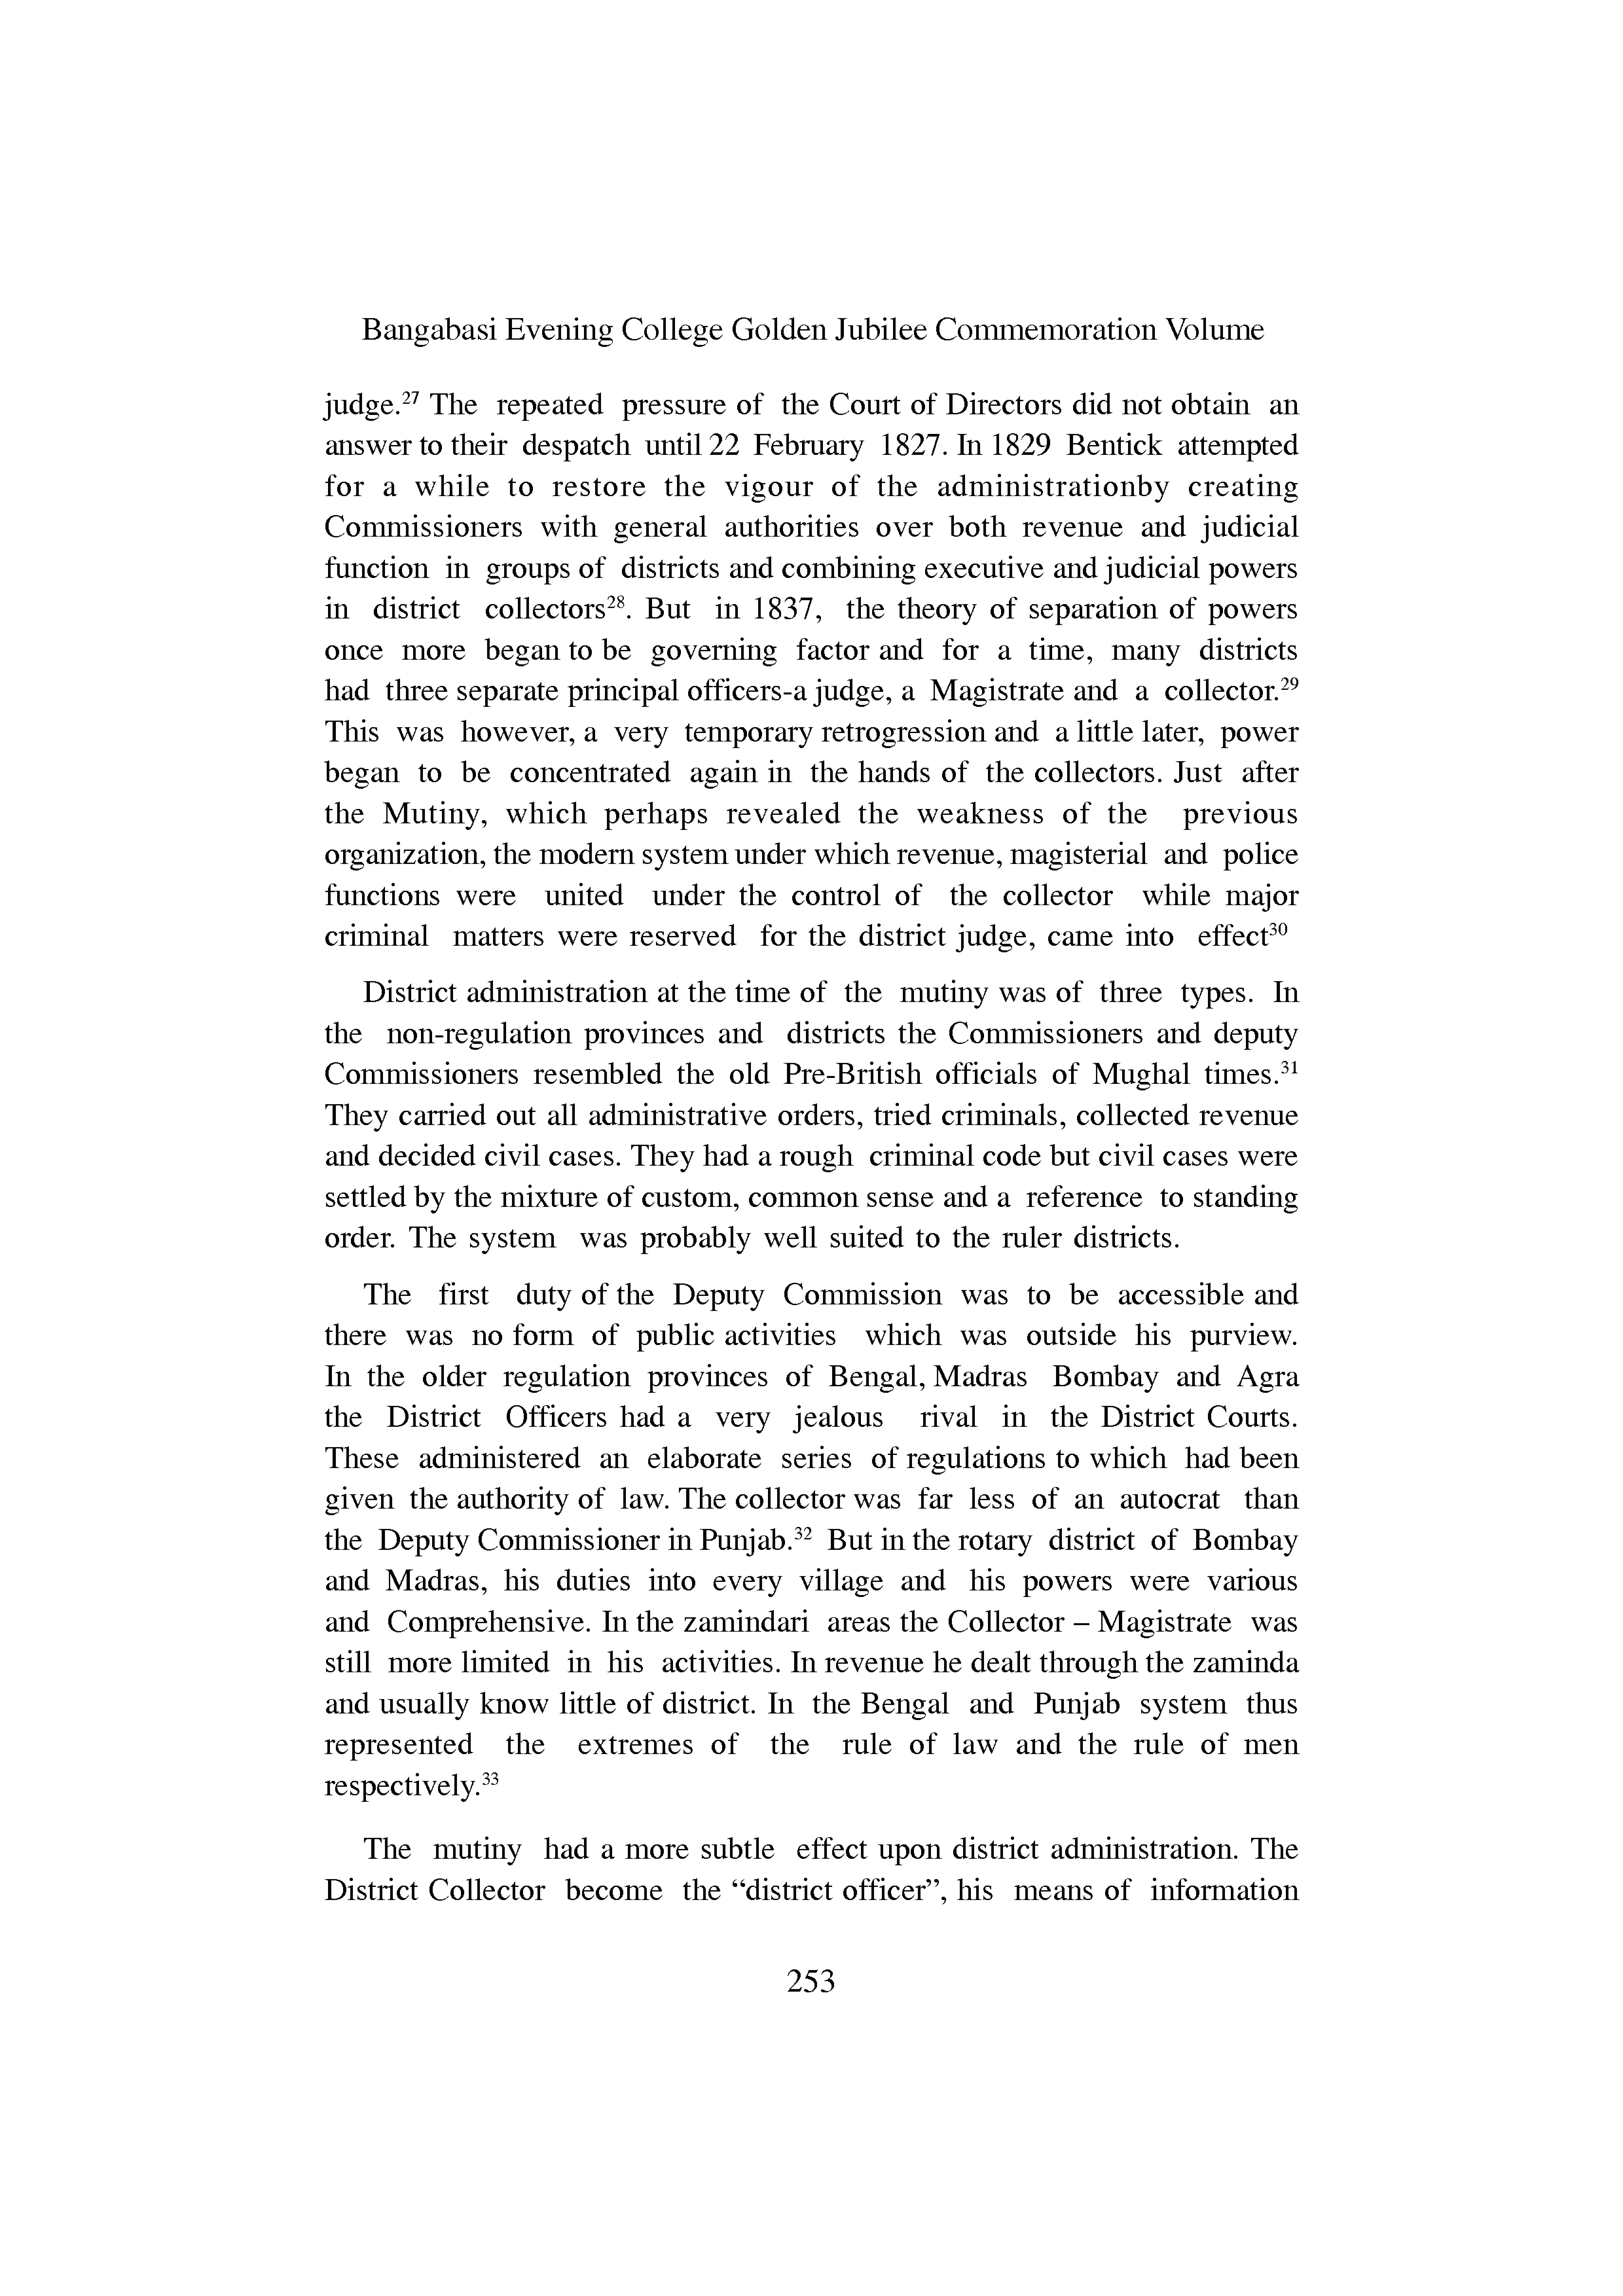 Bangabasi Evening College Golden Jubilee Commemoration Volume
judge.²⁷ The repeated pressure of the Court of Directors did not obtain an
answer to their despatch until 22 February 1827. In 1829 Bentick attempted
for a while to restore the vigour of the administrationby creating
Commissioners with general authorities over both revenue and judicial
function in groups of districts and combining executive and judicial powers
in district collectors²⁸. But in 1837, the theory of separation of powers
once more began to be governing factor and for a time, many districts
had three separate principal officers-a judge, a Magistrate and a collector.²⁹
This was however, a very temporary retrogression and a little later, power
began to be concentrated again in the hands of the collectors. Just after
the Mutiny, which perhaps revealed the weakness of the previous
organization, the modern system under which revenue, magisterial and police
functions were united under the control of the collector while major
criminal matters were reserved for the district judge, came into effect³⁰
District administration at the time of the mutiny was of three types. In
the non-regulation provinces and districts the Commissioners and deputy
Commissioners resembled the old Pre-British officials of Mughal times.³¹
They carried out all administrative orders, tried criminals, collected revenue
and decided civil cases. They had a rough criminal code but civil cases were
settled by the mixture of custom, common sense and a reference to standing
order. The system was probably well suited to the ruler districts.
The first duty of the Deputy Commission was to be accessible and
there was no form of public activities which was outside his purview.
In the older regulation provinces of Bengal, Madras Bombay and Agra
the District Officers had a very jealous rival in the District Courts.
These administered an elaborate series of regulations to which had been
given the authority of law. The collector was far less of an autocrat than
the Deputy Commissioner in Punjab.³² But in the rotary district of Bombay
and Madras, his duties into every village and his powers were various
and Comprehensive. In the zamindari areas the Collector – Magistrate was
still more limited in his activities. In revenue he dealt through the zaminda
and usually know little of district. In the Bengal and Punjab system thus
represented the extremes of the rule of law and the rule of men
respectively.³³
The mutiny had a more subtle effect upon district administration. The
District Collector become the “district officer”, his means of information
253